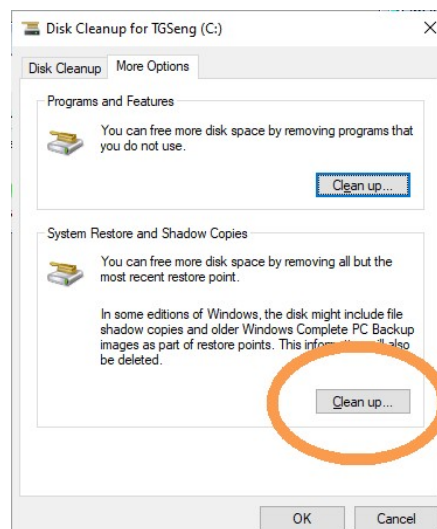 Disk Cleanup for TGSeng (C:)
Disk Cleanup
More Options
Programs and Features
You can free more disk space by removing programs that
you do not use.
Clean up...
System Restore and Shadow Copies
You can free more disk space by removing all but the
most recent restore point.
In some editions of Windows, the disk might include file
shadow copies and older Windows Complete PC Backup
images as part of restore points. This information will also
be deleted.
Clean up...
OK
Cancel